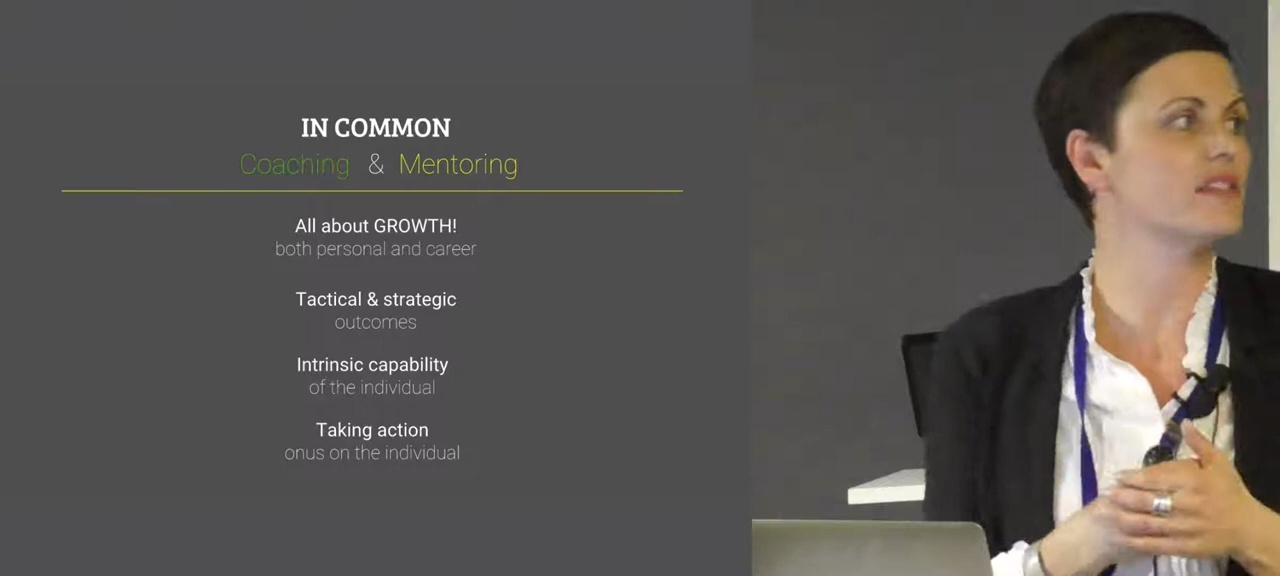 IN COMMON
Coaching & Mentoring
All about GROWTH!
both personal and career
Tactical & strategic
outcomes
Intrinsic capability
of the individual
Taking action
onus on the individual